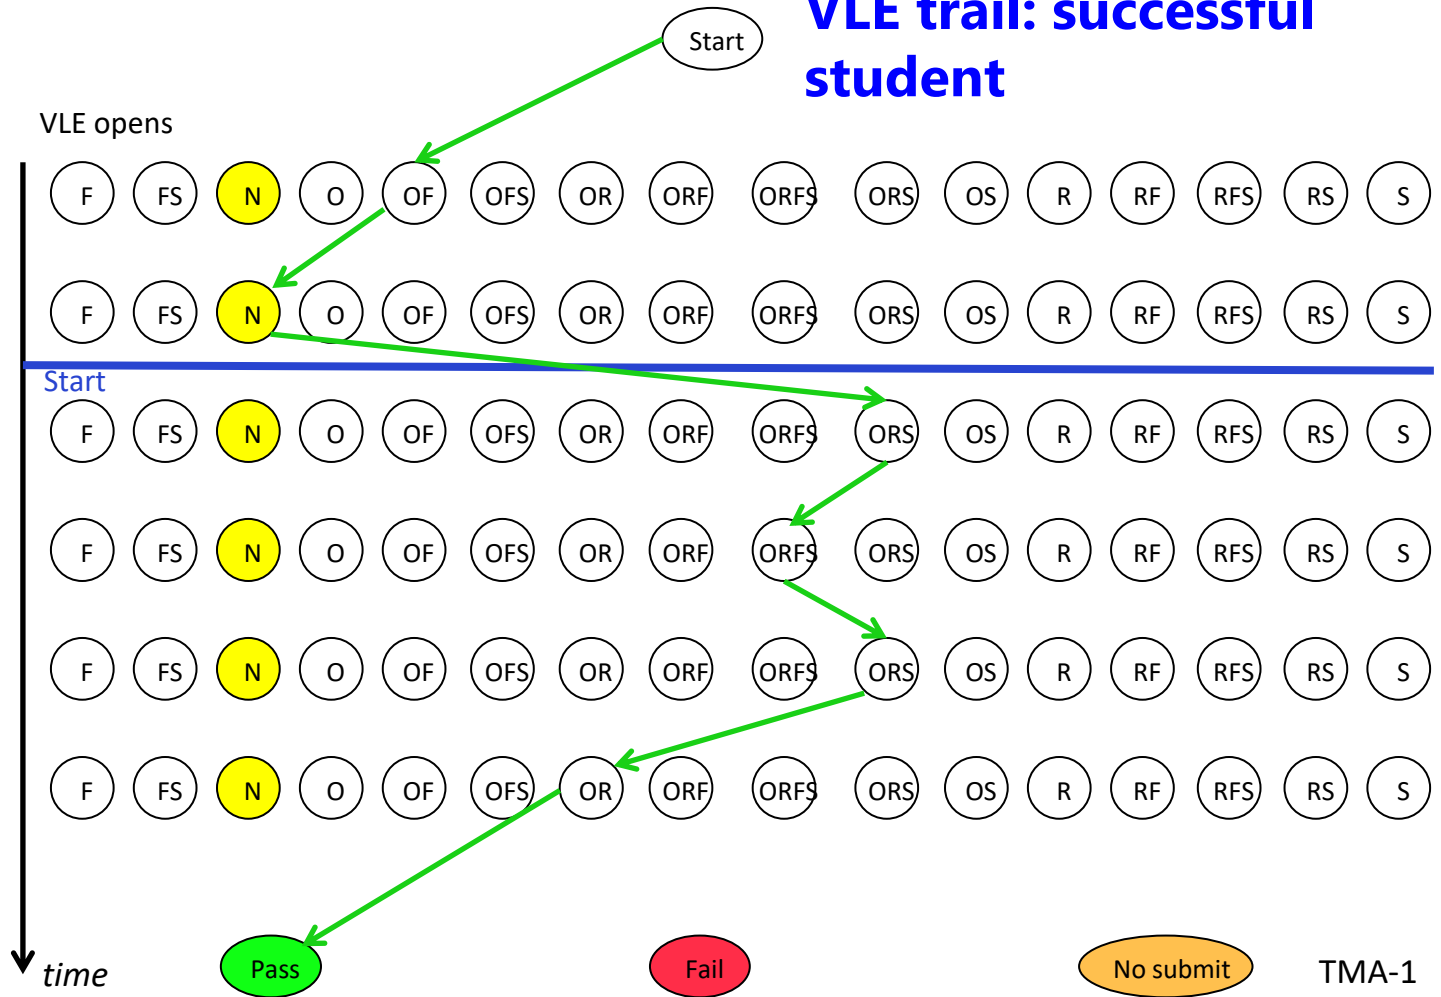 VLE trail: successful
student
Start
VLE opens
F FS N O OF OFS OR ORF ORFS ORS OS R RF RFS RS S
F FS N O OF OFS OR ORF ORFS ORS OS R RF RFS RS S
Start
F FS N O OF OFS OR ORF ORFS ORS OS R RF RFS RS S
F FS N O OF OFS OR ORF ORFS ORS OS R RF RFS RS S
F FS N O OF OFS OR ORF ORFS ORS OS R RF RFS RS S
F FS N O OF OFS OR ORF ORFS ORS OS R RF RFS RS S
time Pass Fail No submit TMA-1